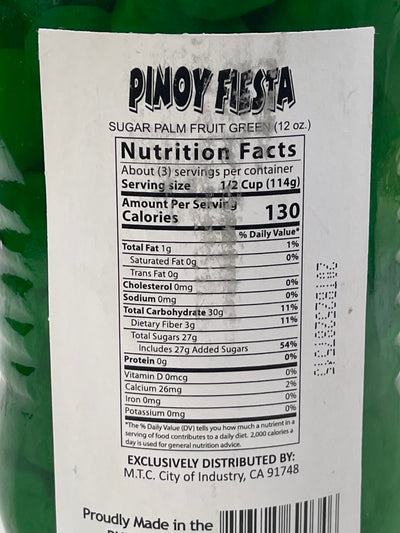 PINOY FIESTA
SUGAR PALM FRUIT GREEN (12 oz.)
Nutrition Facts
About (3) servings per container
Serving size 1/2 Cup (114g)
Amount Per Serving
Calories 130
% Daily Value*
Total Fat 1g 1%
Saturated Fat 0g 0%
Trans Fat 0g
Cholesterol 0mg 0%
Sodium 0mg 0%
Total Carbohydrate 30g 11%
Dietary Fiber 3g 11%
Total Sugars 27g
Includes 27g Added Sugars 54%
Protein 0g 0%
Vitamin D 0mcg 0%
Calcium 26mg 2%
Iron 0mg 0%
Potassium 0mg 0%
*The % Daily Value (DV) tells you how much a nutrient in a
serving of food contributes to a daily diet. 2,000 calories a
day is used for general nutrition advice.
EXCLUSIVELY DISTRIBUTED BY:
M.T.C. City of Industry, CA 91748
Proudly Made in the